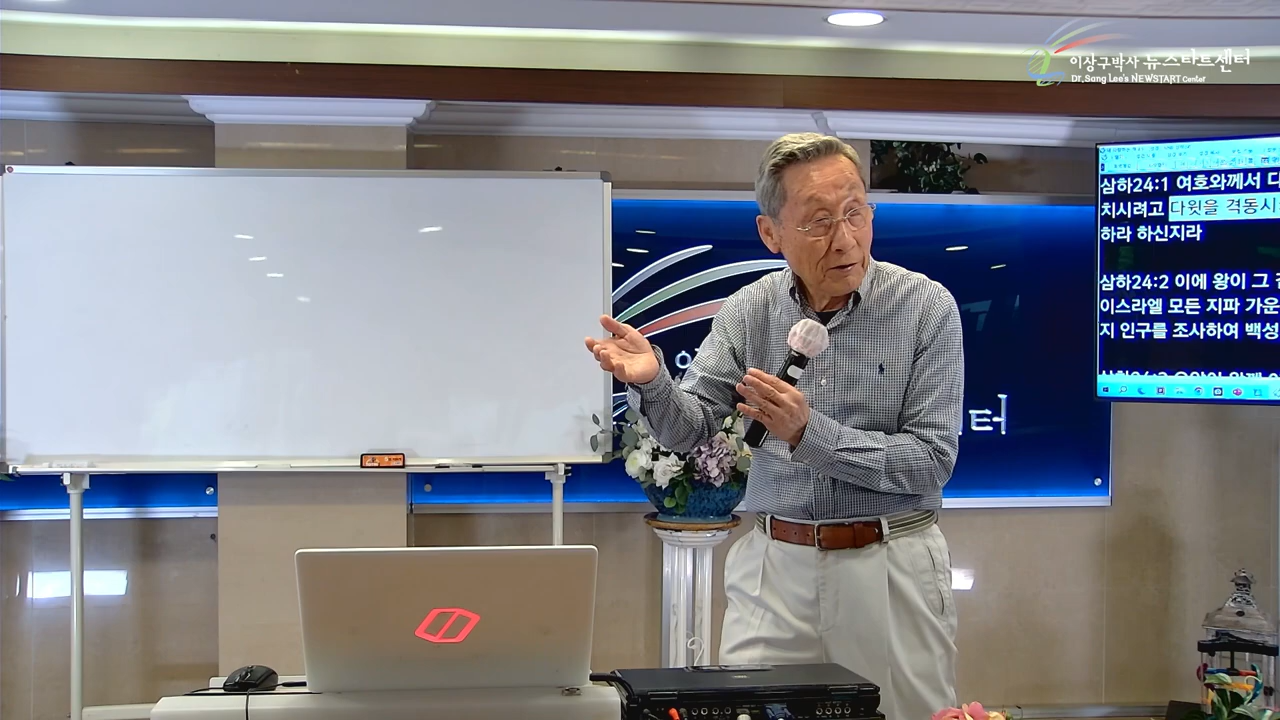 이상구박사 뉴스타트센터
Dr. Sang Lee's NEWSTART Center
삼하24:1 여호와께서 다
치시려고 다윗을 격동시
하라 하신지라
삼하24:2 이에 왕이 그
이스라엘 모든 지파 가운
지 인구를 조사하여 백성
터